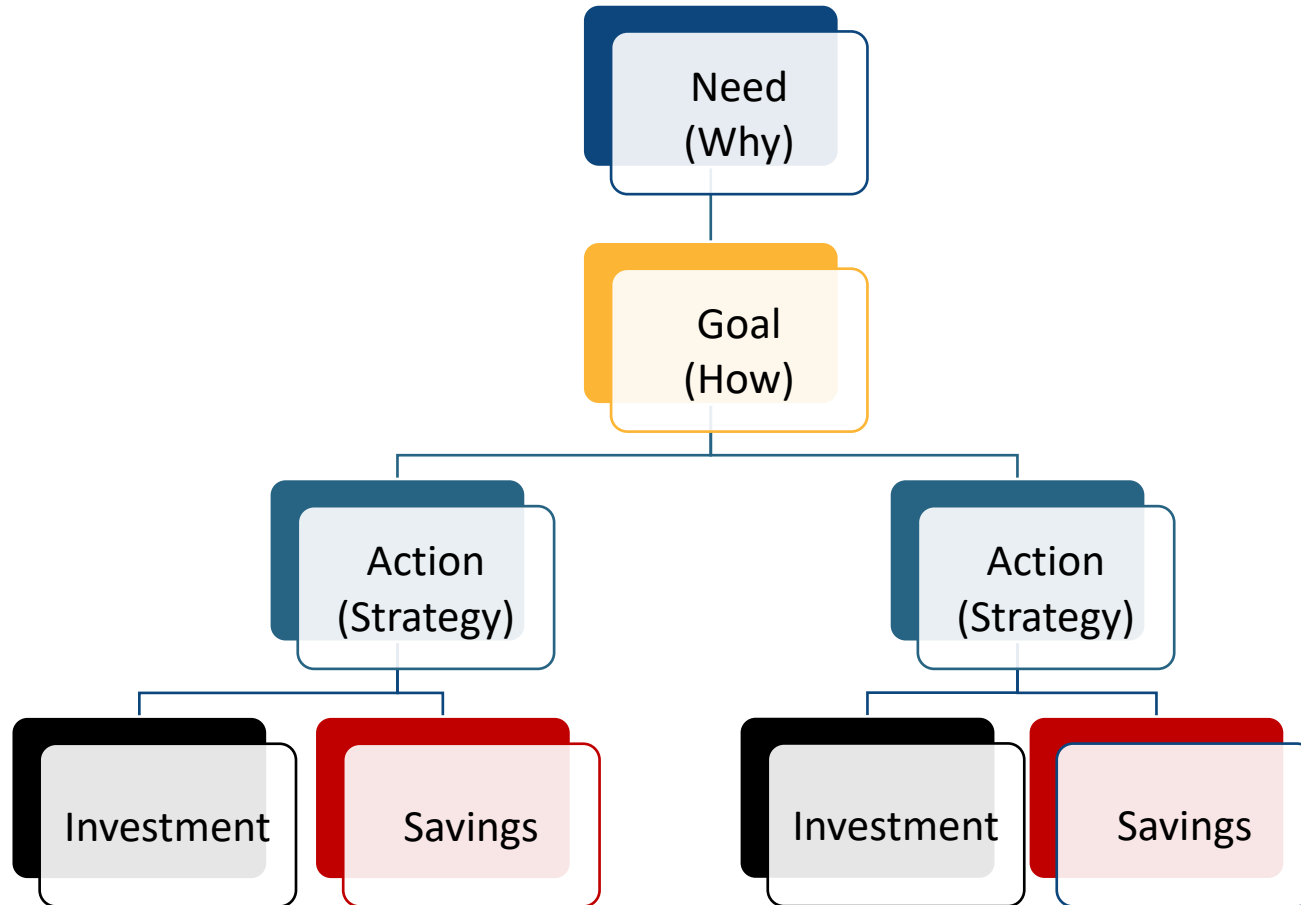 Need
(Why)
Goal
(How)
Action
(Strategy)
Action
(Strategy)
Investment
Savings
Investment
Savings